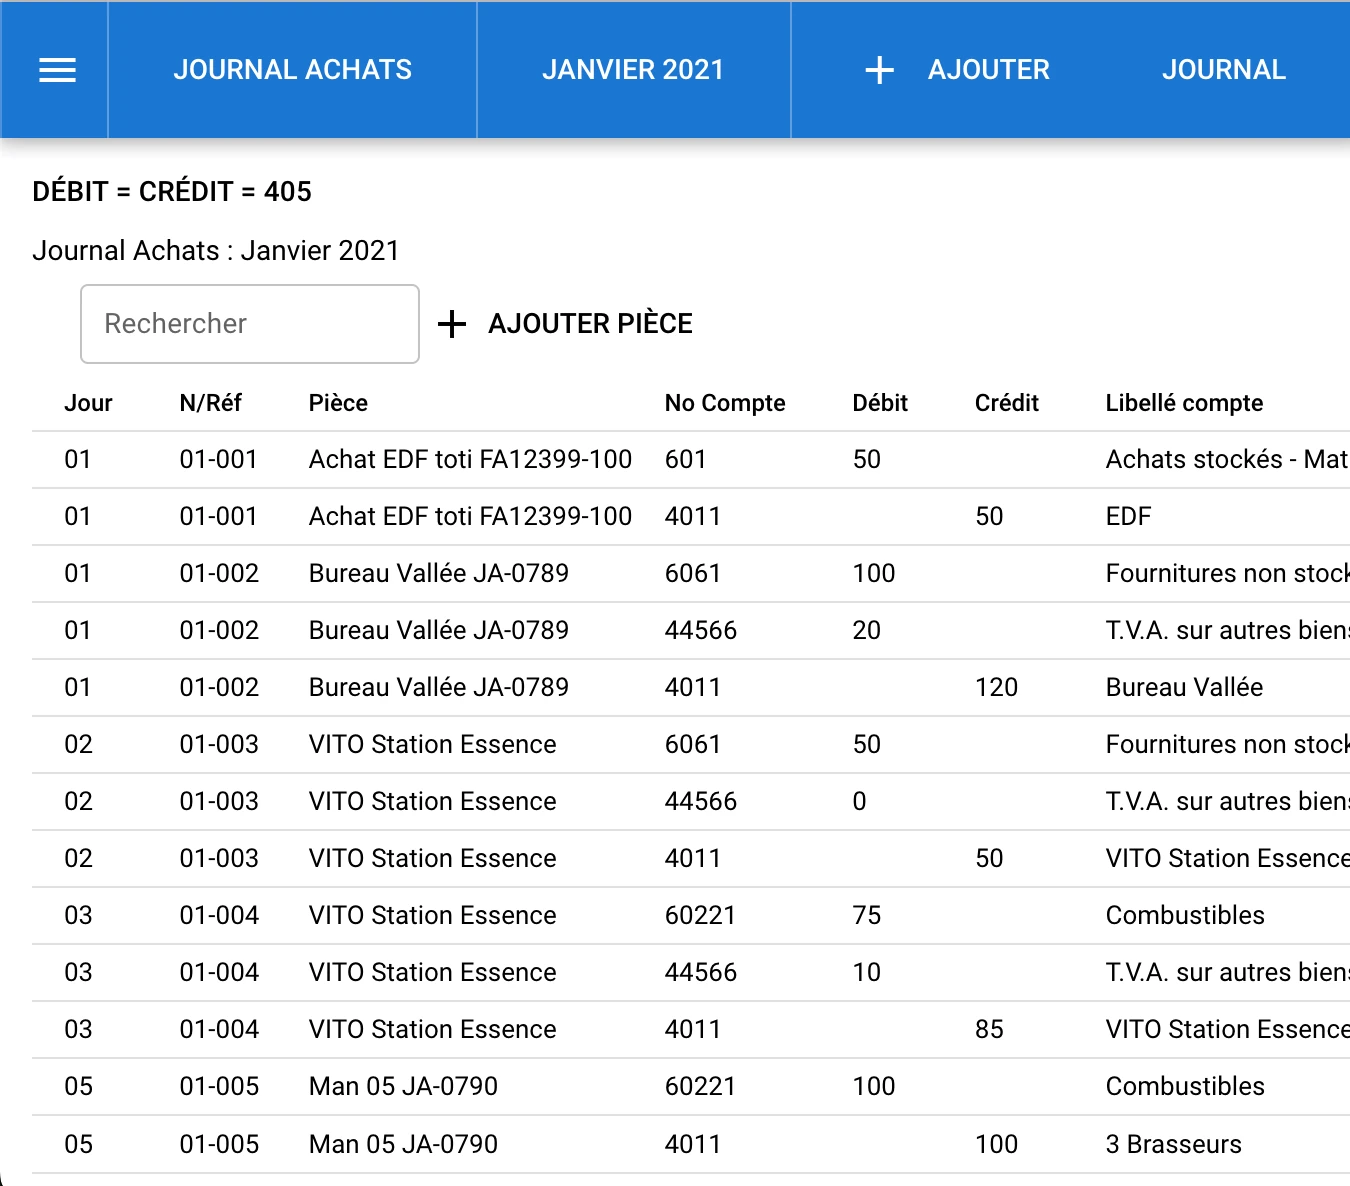 JOURNAL ACHATS JANVIER 2021 AJOUTER JOURNAL
DÉBIT = CRÉDIT = 405
Journal Achats : Janvier 2021
Rechercher AJOUTER PIÈCE
Jour N/Réf Pièce No Compte Débit Crédit Libellé compte
01 01-001 Achat EDF toti FA12399-100 601 50 Achats stockés - Mat
01 01-001 Achat EDF toti FA12399-100 4011 50 EDF
01 01-002 Bureau Vallée JA-0789 6061 100 Fournitures non stock
01 01-002 Bureau Vallée JA-0789 44566 20 T.V.A. sur autres biens
01 01-002 Bureau Vallée JA-0789 4011 120 Bureau Vallée
02 01-003 VITO Station Essence 6061 50 Fournitures non stock
02 01-003 VITO Station Essence 44566 0 T.V.A. sur autres biens
02 01-003 VITO Station Essence 4011 50 VITO Station Essence
03 01-004 VITO Station Essence 60221 75 Combustibles
03 01-004 VITO Station Essence 44566 10 T.V.A. sur autres biens
03 01-004 VITO Station Essence 4011 85 VITO Station Essence
05 01-005 Man 05 JA-0790 60221 100 Combustibles
05 01-005 Man 05 JA-0790 4011 100 3 Brasseurs